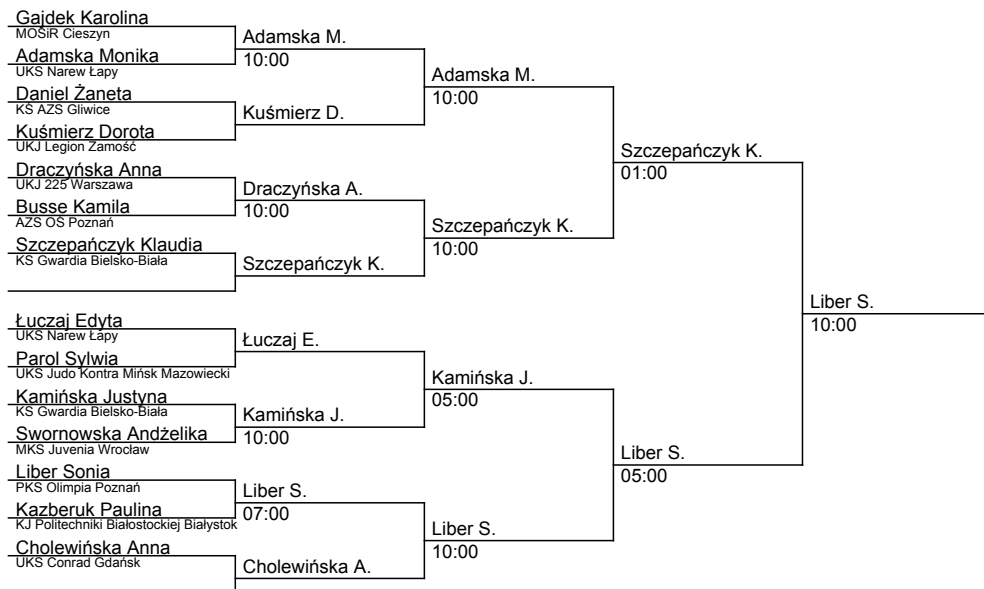 Gajdek Karolina
MOSiR Cieszyn
Adamska Monika
UKS Narew Łapy
Daniel Żaneta
KS AZS Gliwice
Kuśmierz Dorota
UKJ Legion Zamość
Draczyńska Anna
UKJ 225 Warszawa
Busse Kamila
AZS OŚ Poznań
Szczepańczyk Klaudia
KS Gwardia Bielsko-Biała
Łuczaj Edyta
UKS Narew Łapy
Parol Sylwia
UKS Judo Kontra Mińsk Mazowiecki
Kamińska Justyna
KS Gwardia Bielsko-Biała
Swornowska Andżelika
MKS Juvenia Wrocław
Liber Sonia
PKS Olimpia Poznań
Kazberuk Paulina
KJ Politechniki Białostockiej Białystok
Cholewińska Anna
UKS Conrad Gdańsk
Adamska M.
10:00
Kuśmierz D.
Draczyńska A.
10:00
Szczepańczyk K.
Łuczaj E.
Kamińska J.
10:00
Liber S.
07:00
Cholewińska A.
Adamska M.
10:00
Szczepańczyk K.
10:00
Kamińska J.
05:00
Liber S.
10:00
Szczepańczyk K.
01:00
Liber S.
05:00
Liber S.
10:00